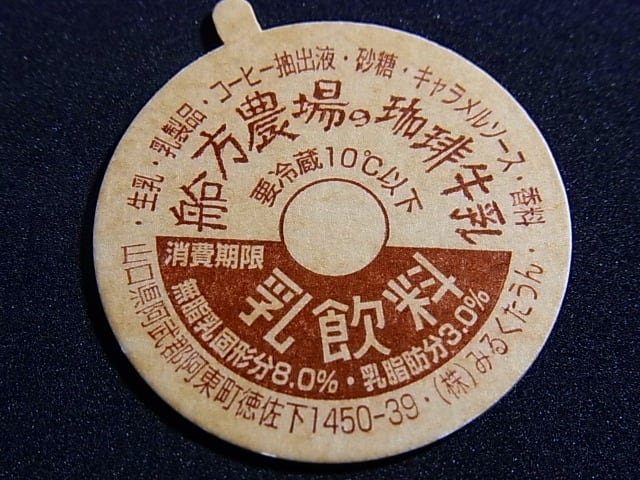 ・生乳・乳製品・コーヒー抽出液・砂糖・キャラメルソース・香料・
船方農場の珈琲牛乳
要冷蔵10℃以下
消費期限
乳飲料
無脂乳固形分8.0%・乳脂肪分3.0%
山口県阿武郡阿東町徳佐下1450-39・(株)みるくたうん・